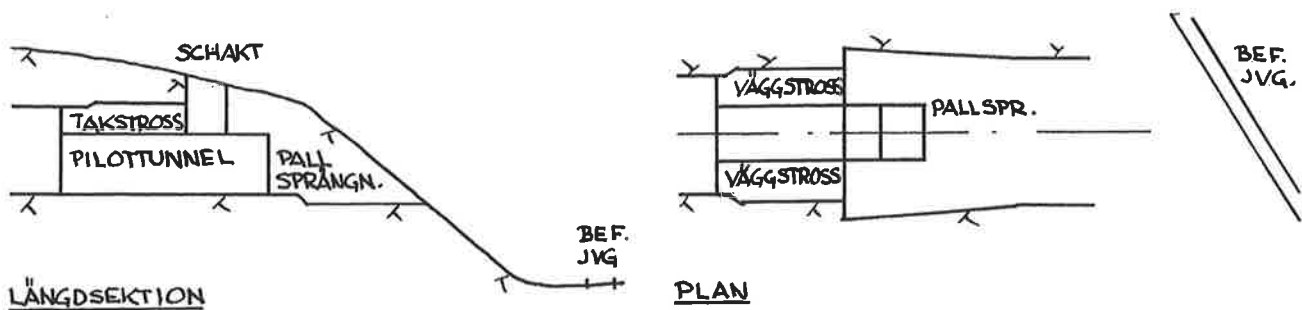 SCHAKT
TAKSTROSS
PILOTTUNNEL
PALL
SPRÄNGN.
BEF.
JVG
LÄNGDSEKTION
VÄGGSTROSS
PALLSPR.
VÄGGSTROSS
BEF.
JVG.
PLAN